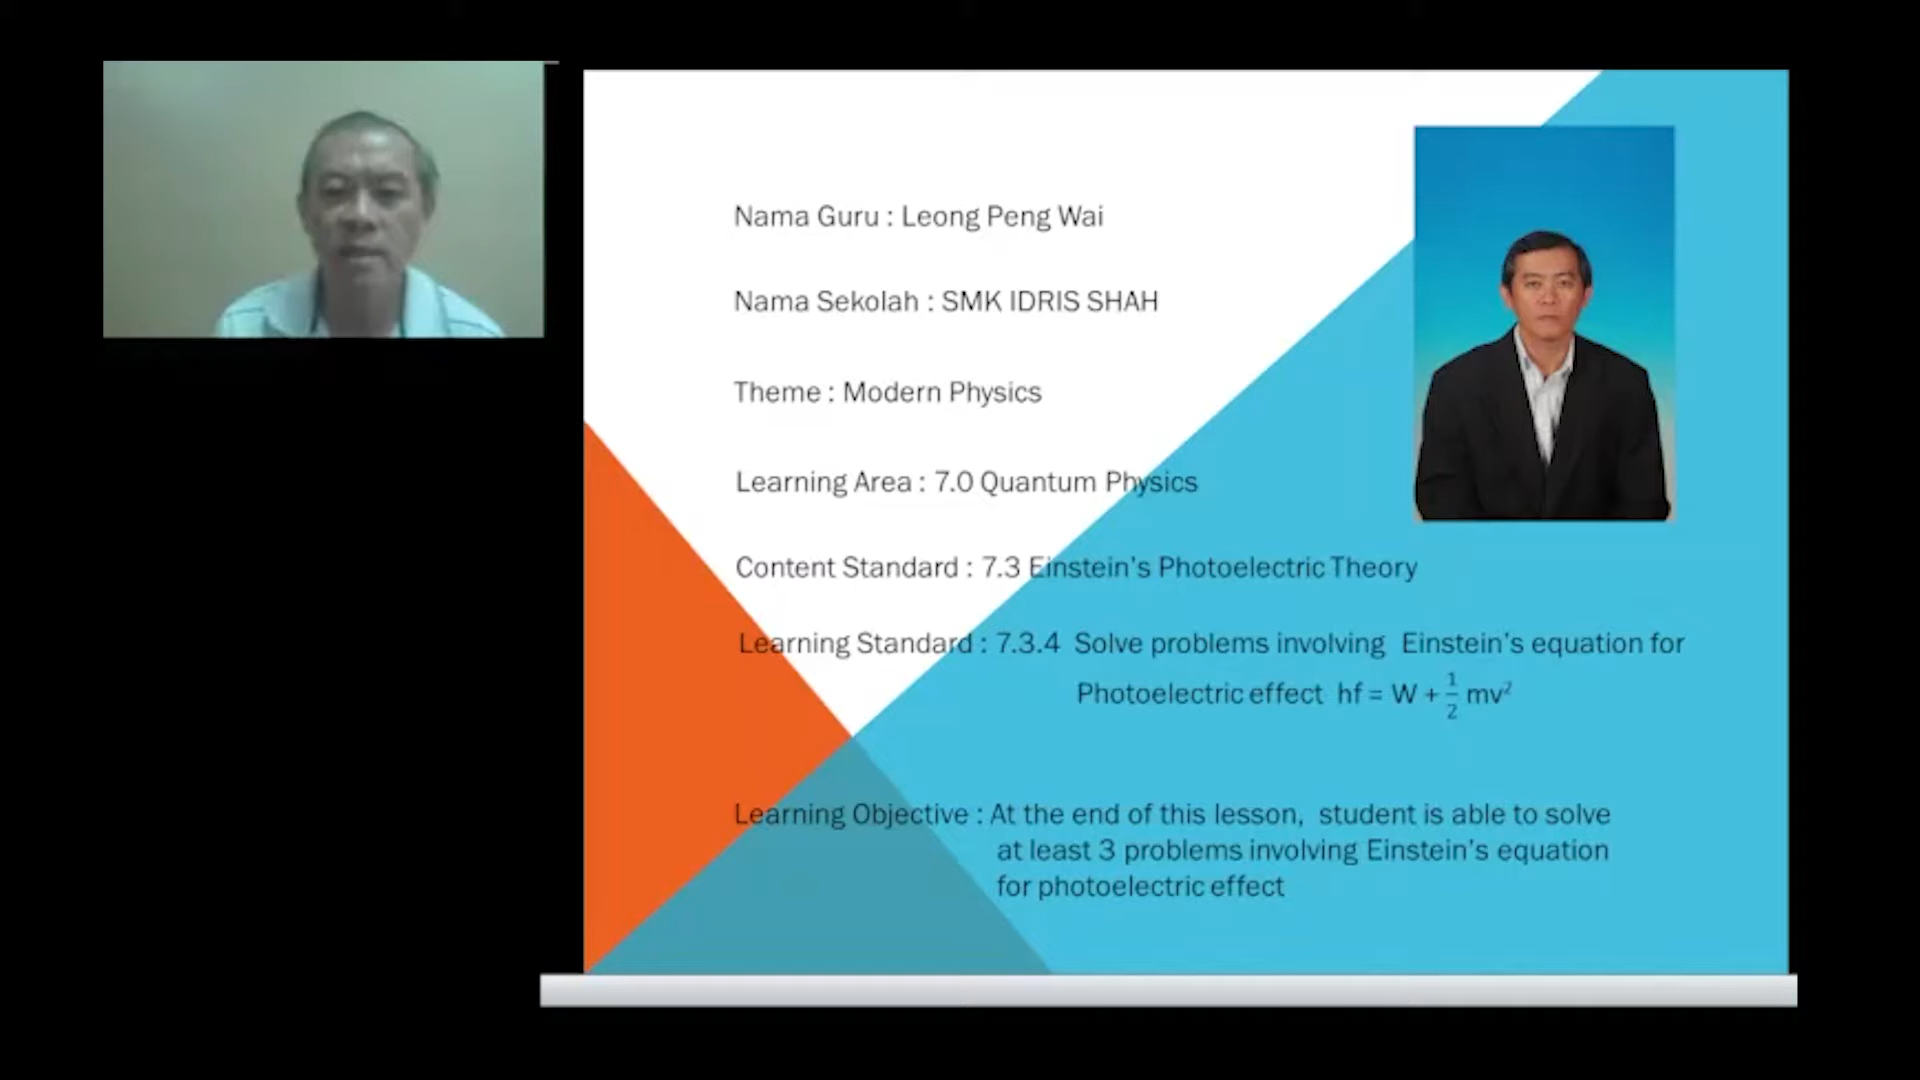 Nama Guru : Leong Peng Wai
Nama Sekolah : SMK IDRIS SHAH
Theme : Modern Physics
Learning Area : 7.0 Quantum Physics
Content Standard : 7.3 Einstein's Photoelectric Theory
Learning Standard : 7.3.4 Solve problems involving Einstein's equation for
Photoelectric effect hf = W + 1/2 mv²
Learning Objective : At the end of this lesson, student is able to solve
at least 3 problems involving Einstein's equation
for photoelectric effect